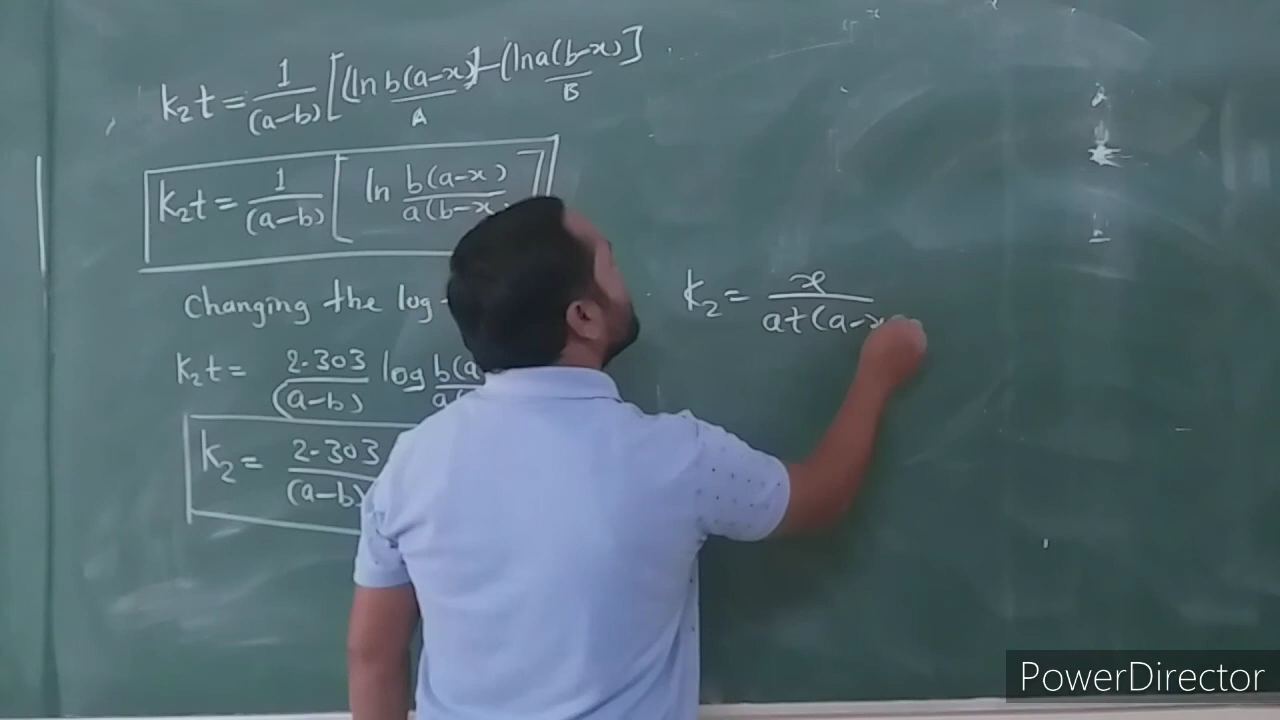 k₂t = 1/(a-b) [(ln b(a-x)] - (ln a(b-x)]
A B
k₂t = 1/(a-b) [ ln b(a-x)/a(b-x ]
Changing the log
k₂t = 2.303/(a-b) log b(a
k₂ = 2.303/(a-b)
k₂ = x/at(a-x
PowerDirector